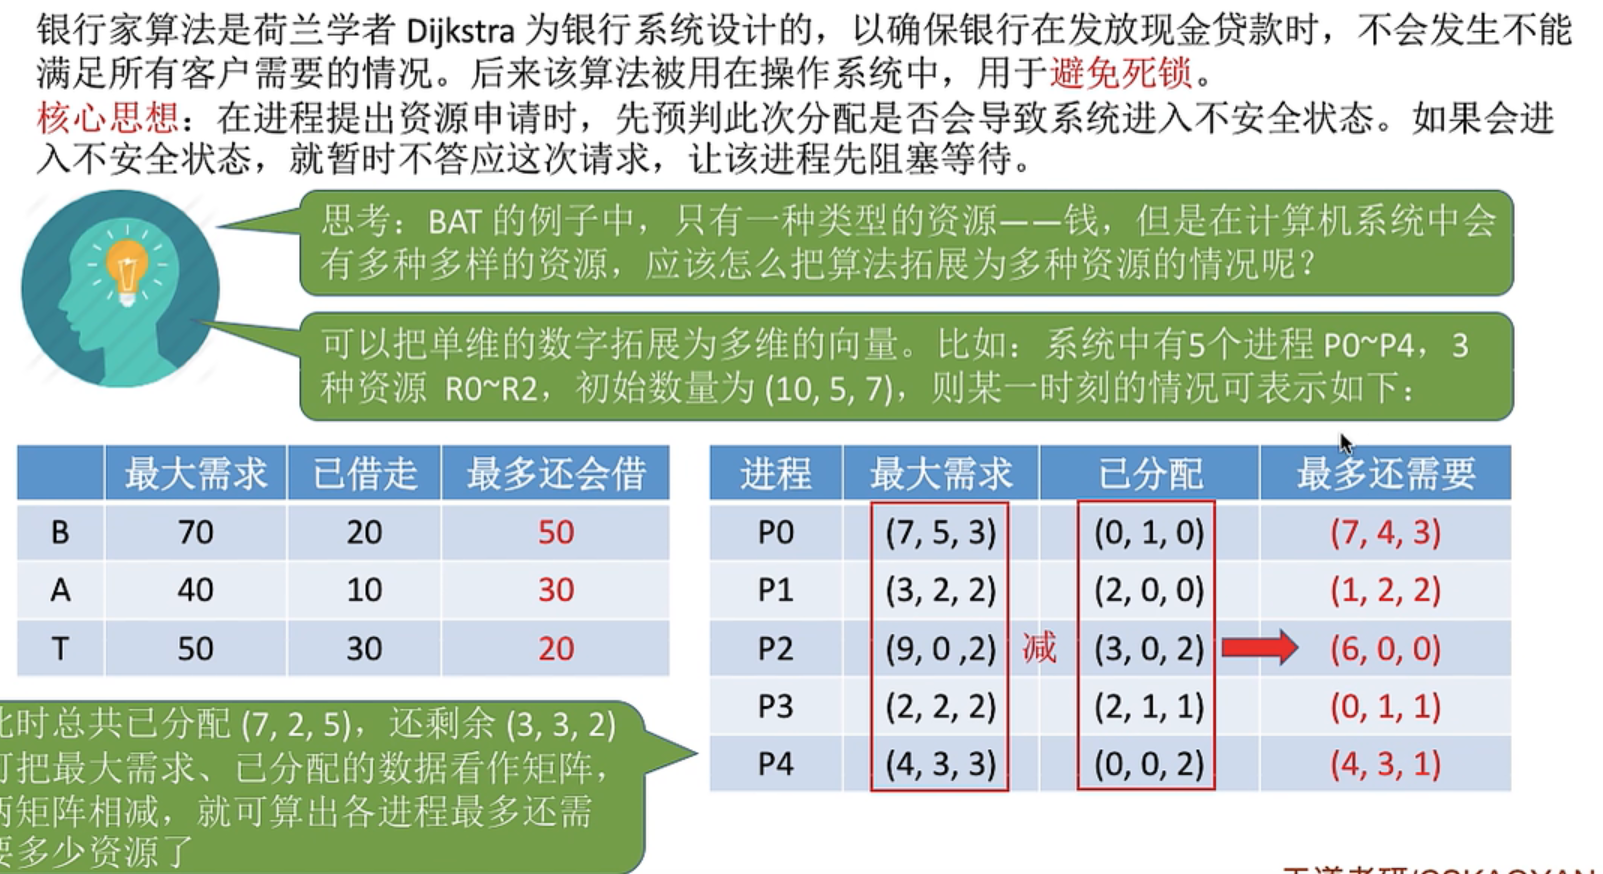 银行家算法是荷兰学者 Dijkstra 为银行系统设计的，以确保银行在发放现金贷款时，不会发生不能
满足所有客户需要的情况。后来该算法被用在操作系统中，用于避免死锁。
核心思想：在进程提出资源申请时，先预判此次分配是否会导致系统进入不安全状态。如果会进
入不安全状态，就暂时不答应这次请求，让该进程先阻塞等待。
思考：BAT 的例子中，只有一种类型的资源——钱，但是在计算机系统中会
有多种多样的资源，应该怎么把算法拓展为多种资源的情况呢？
可以把单维的数字拓展为多维的向量。比如：系统中有5个进程 P0~P4，3
种资源 R0~R2，初始数量为 (10, 5, 7)，则某一时刻的情况可表示如下：
最大需求 已借走 最多还会借
B 70 20 50
A 40 10 30
T 50 30 20
进程 最大需求 已分配 最多还需要
P0 (7, 5, 3) (0, 1, 0) (7, 4, 3)
P1 (3, 2, 2) (2, 0, 0) (1, 2, 2)
P2 (9, 0 ,2) 减 (3, 0, 2) (6, 0, 0)
P3 (2, 2, 2) (2, 1, 1) (0, 1, 1)
P4 (4, 3, 3) (0, 0, 2) (4, 3, 1)
此时总共已分配 (7, 2, 5)，还剩余 (3, 3, 2)
可把最大需求、已分配的数据看作矩阵，
两矩阵相减，就可算出各进程最多还需
要多少资源了